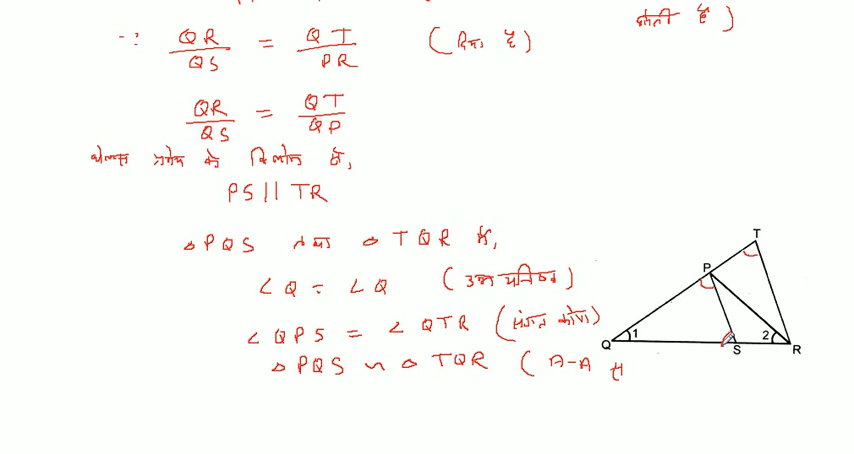 होती है)
∵ QR/QS = QT/PR (दिया है)
QR/QS = QT/QP
थेल्स प्रमेय के विलोम से,
PS || TR
△PQS तथा △TQR में,
∠Q = ∠Q (उभयनिष्ठ)
∠QPS = ∠QTR (संगत कोण)
△PQS ~ △TQR (A-A
T
P
Q 1 S 2 R